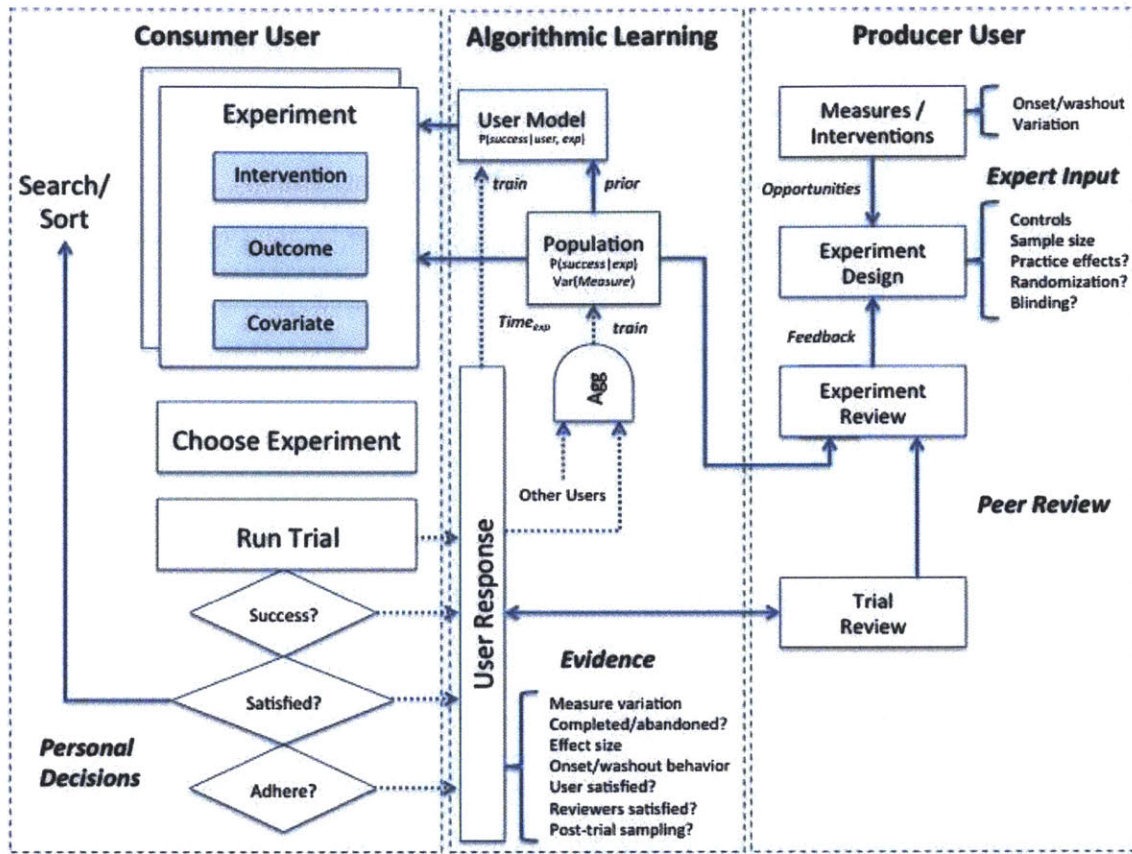 Consumer User
Experiment
Intervention
Outcome
Covariate
Search/
Sort
Choose Experiment
Run Trial
Success?
Satisfied?
Adhere?
Personal
Decisions
Algorithmic Learning
User Model
P(success|user, exp)
train
prior
Population
P(success|exp)
Var(Measure)
Time_exp
train
Agg
Other Users
User Response
Evidence
Measure variation
Completed/abandoned?
Effect size
Onset/washout behavior
User satisfied?
Reviewers satisfied?
Post-trial sampling?
Producer User
Measures /
Interventions
Onset/washout
Variation
Opportunities
Expert Input
Experiment
Design
Controls
Sample size
Practice effects?
Randomization?
Blinding?
Feedback
Experiment
Review
Peer Review
Trial
Review